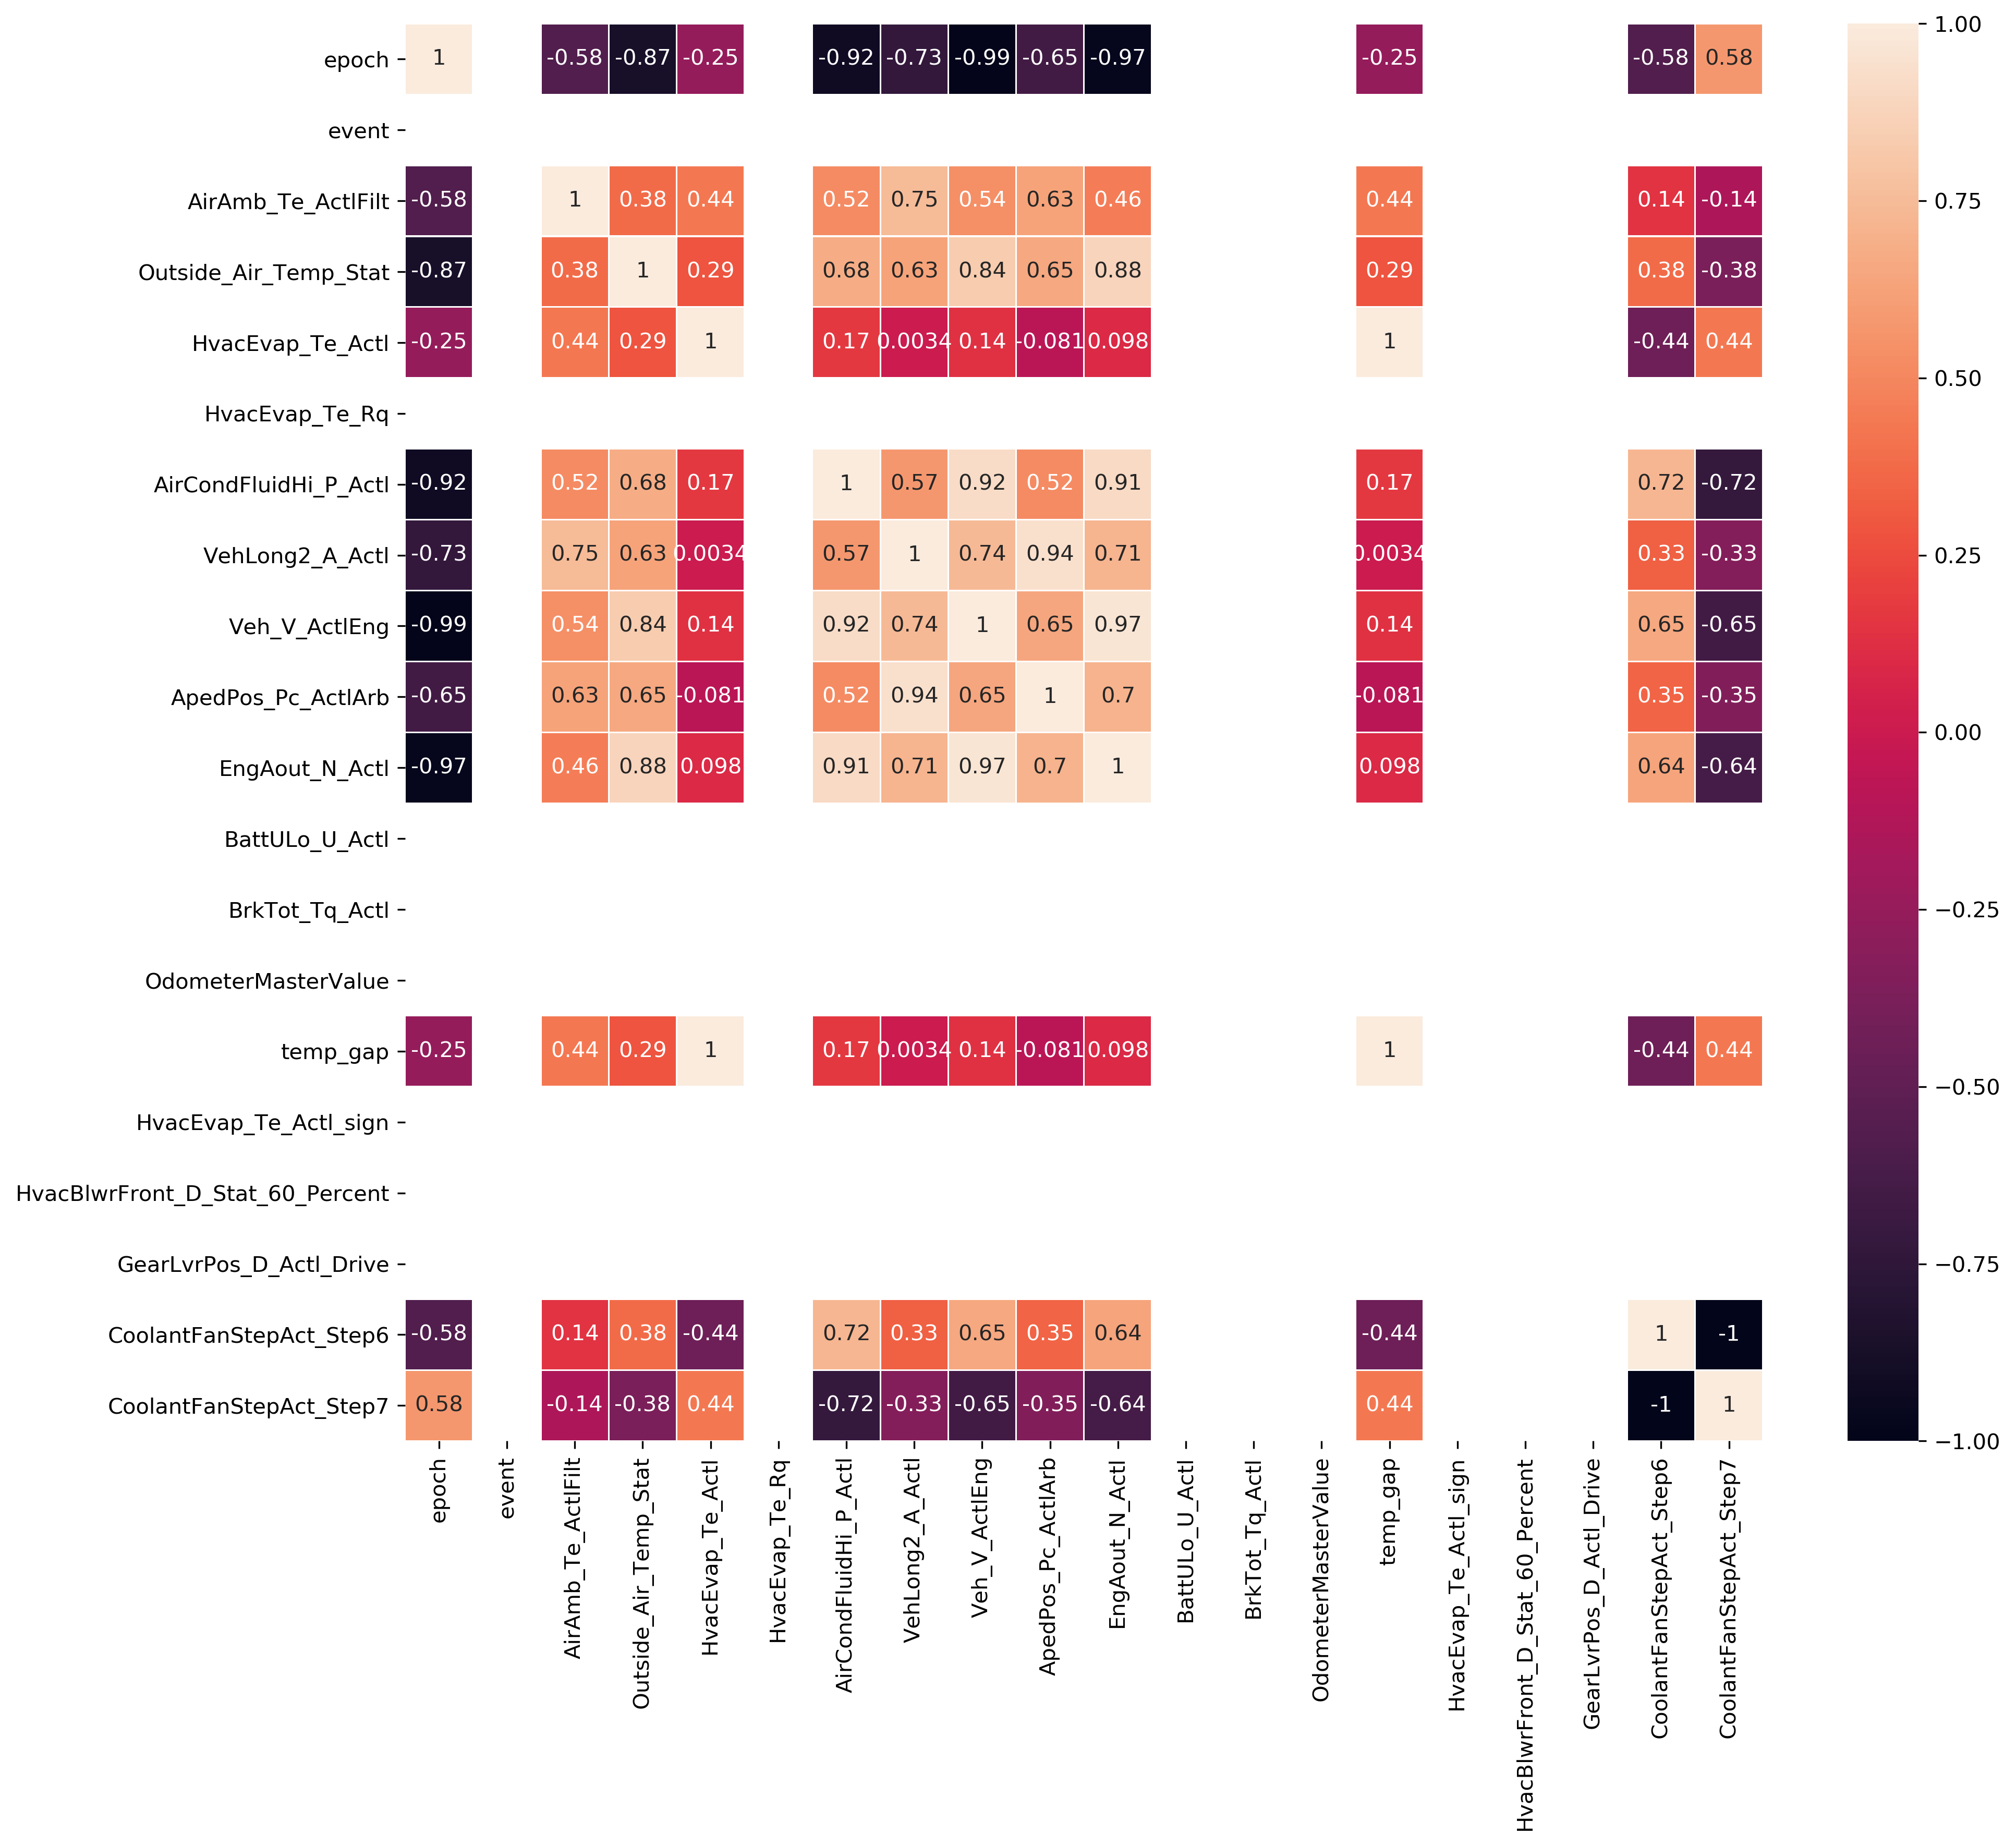 epoch 1 -0.58 -0.87 -0.25 -0.92 -0.73 -0.99 -0.65 -0.97 -0.25 -0.58 0.58
event
AirAmb_Te_ActlFilt -0.58 1 0.38 0.44 0.52 0.75 0.54 0.63 0.46 0.44 0.14 -0.14
Outside_Air_Temp_Stat -0.87 0.38 1 0.29 0.68 0.63 0.84 0.65 0.88 0.29 0.38 -0.38
HvacEvap_Te_Actl -0.25 0.44 0.29 1 0.17 0.0034 0.14 -0.081 0.098 1 -0.44 0.44
HvacEvap_Te_Rq
AirCondFluidHi_P_Actl -0.92 0.52 0.68 0.17 1 0.57 0.92 0.52 0.91 0.17 0.72 -0.72
VehLong2_A_Actl -0.73 0.75 0.63 0.0034 0.57 1 0.74 0.94 0.71 0.0034 0.33 -0.33
Veh_V_ActlEng -0.99 0.54 0.84 0.14 0.92 0.74 1 0.65 0.97 0.14 0.65 -0.65
ApedPos_Pc_ActlArb -0.65 0.63 0.65 -0.081 0.52 0.94 0.65 1 0.7 -0.081 0.35 -0.35
EngAout_N_Actl -0.97 0.46 0.88 0.098 0.91 0.71 0.97 0.7 1 0.098 0.64 -0.64
BattULo_U_Actl
BrkTot_Tq_Actl
OdometerMasterValue
temp_gap -0.25 0.44 0.29 1 0.17 0.0034 0.14 -0.081 0.098 1 -0.44 0.44
HvacEvap_Te_Actl_sign
HvacBlwrFront_D_Stat_60_Percent
GearLvrPos_D_Actl_Drive
CoolantFanStepAct_Step6 -0.58 0.14 0.38 -0.44 0.72 0.33 0.65 0.35 0.64 -0.44 1 -1
CoolantFanStepAct_Step7 0.58 -0.14 -0.38 0.44 -0.72 -0.33 -0.65 -0.35 -0.64 0.44 -1 1
epoch
event
AirAmb_Te_ActlFilt
Outside_Air_Temp_Stat
HvacEvap_Te_Actl
HvacEvap_Te_Rq
AirCondFluidHi_P_Actl
VehLong2_A_Actl
Veh_V_ActlEng
ApedPos_Pc_ActlArb
EngAout_N_Actl
BattULo_U_Actl
BrkTot_Tq_Actl
OdometerMasterValue
temp_gap
HvacEvap_Te_Actl_sign
HvacBlwrFront_D_Stat_60_Percent
GearLvrPos_D_Actl_Drive
CoolantFanStepAct_Step6
CoolantFanStepAct_Step7
1.00
0.75
0.50
0.25
0.00
−0.25
−0.50
−0.75
−1.00